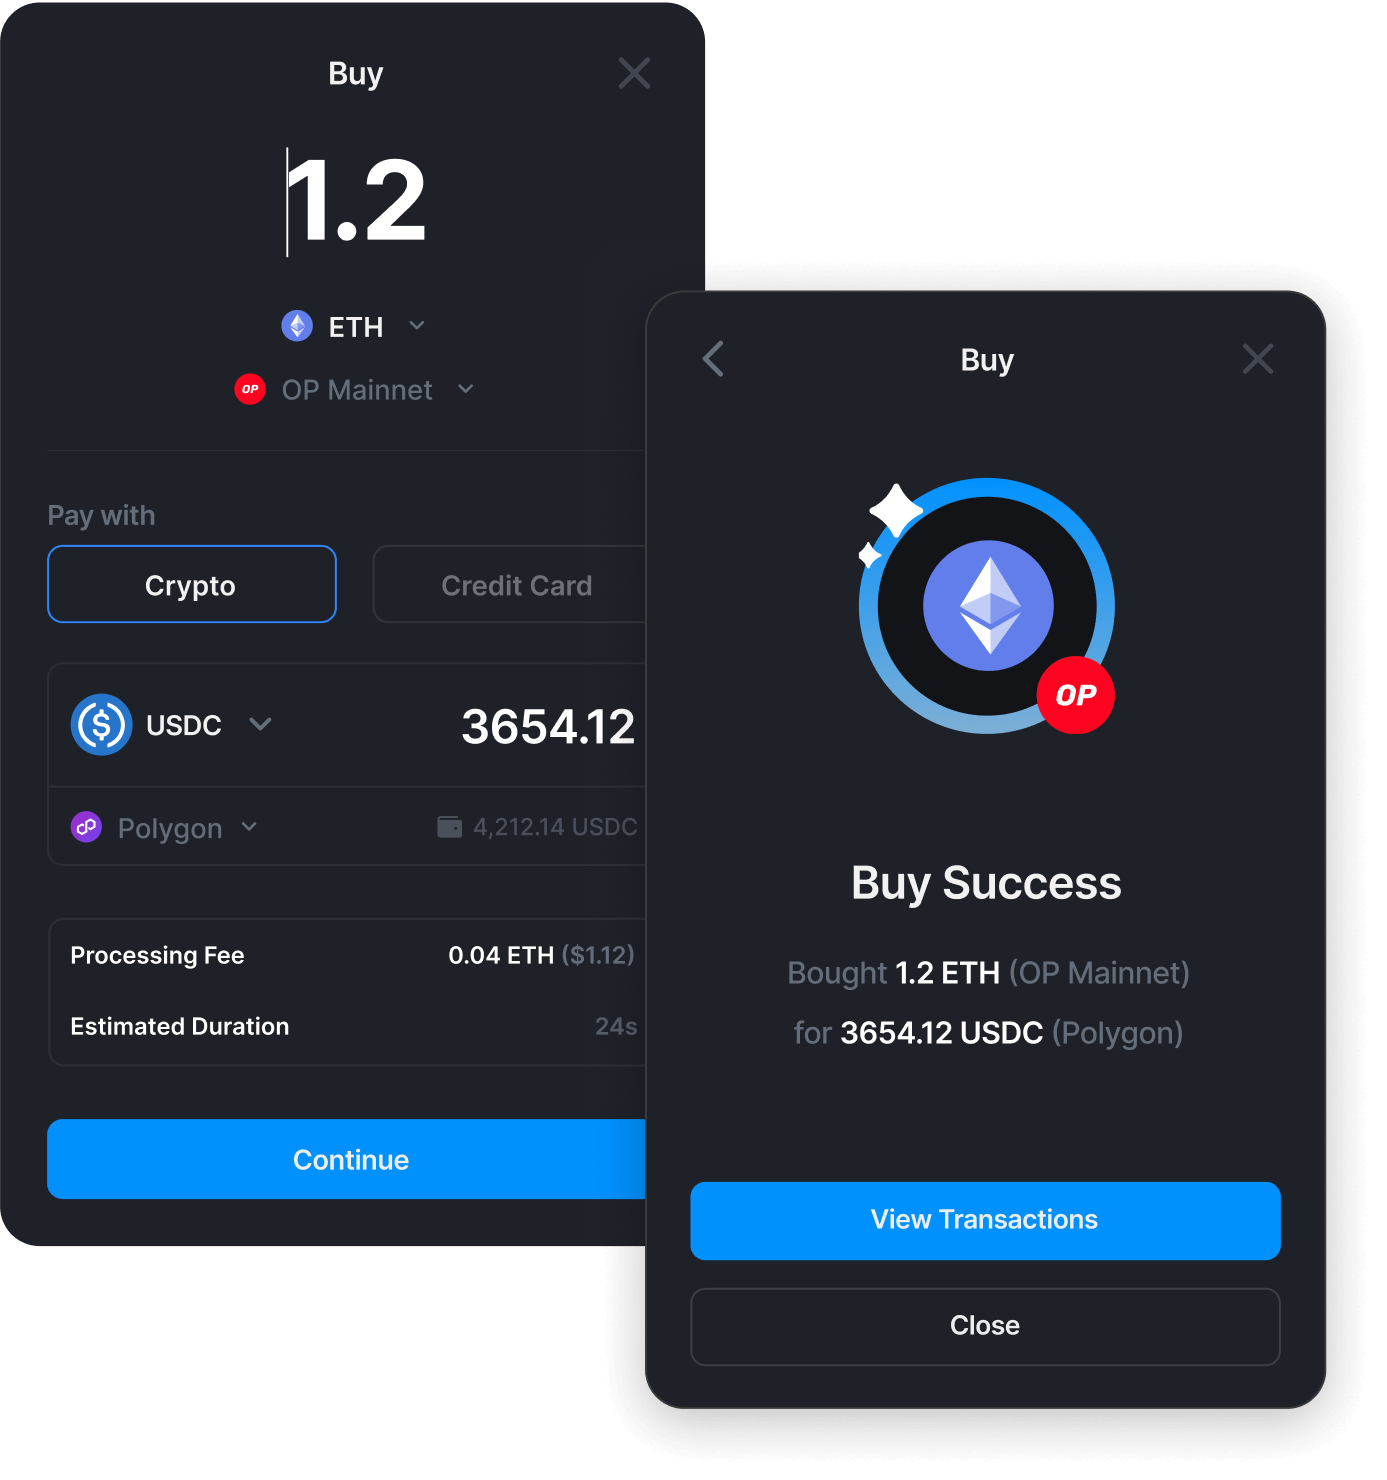 Buy
1.2
ETH
OP OP Mainnet
Pay with
Crypto Credit Card
USDC 3654.12
Polygon 4,212.14 USDC
Processing Fee 0.04 ETH ($1.12)
Estimated Duration 24s
Continue
Buy
OP
Buy Success
Bought 1.2 ETH (OP Mainnet)
for 3654.12 USDC (Polygon)
View Transactions
Close